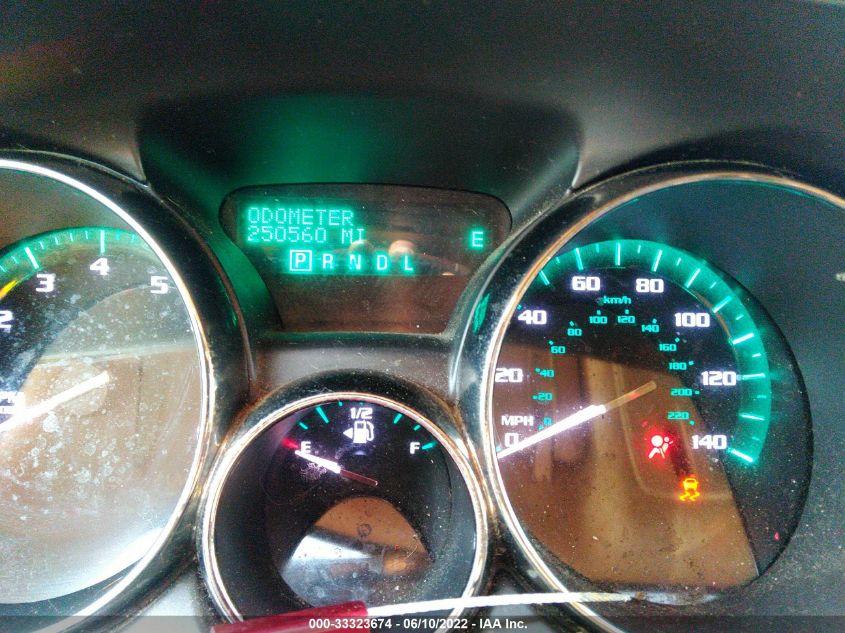 ODOMETER
250560 MI
E
P R N D L
2 3 4 5
1/2
E F
0 20 40 60 80 100 120 140
MPH
km/h
0 20 40 60 80 100 120 140 160 180 200 220
000-33323674 - 06/10/2022 - IAA Inc.